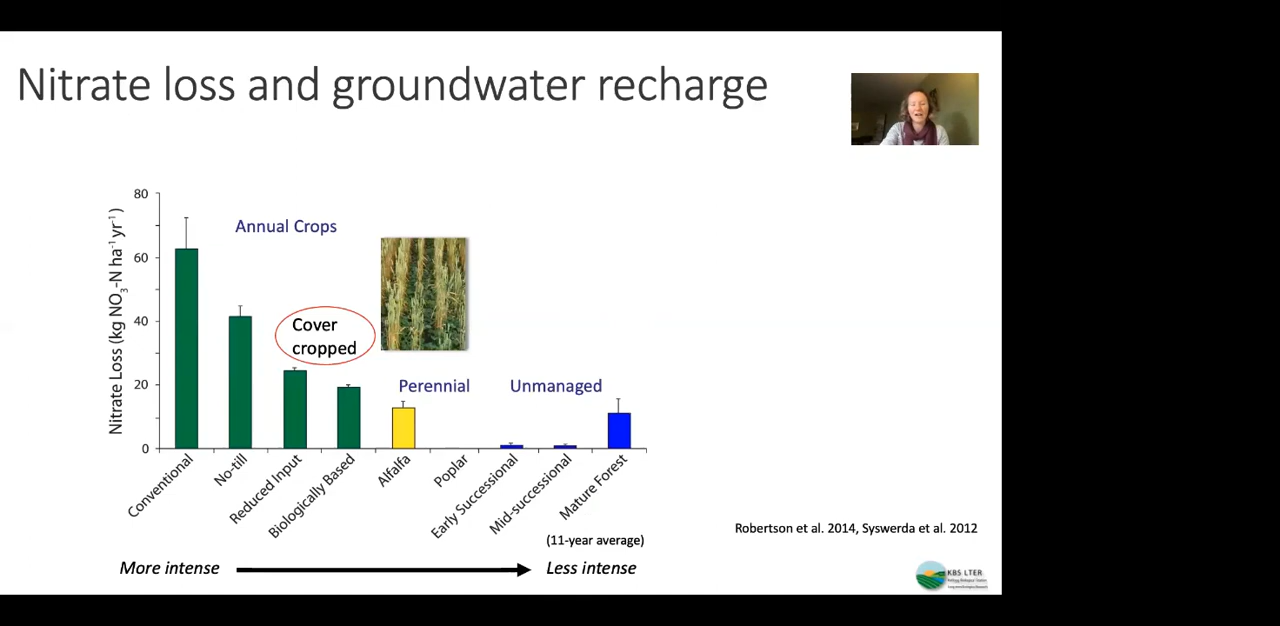 Nitrate loss and groundwater recharge
80
60
40
20
0
Nitrate Loss (kg NO₃-N ha⁻¹ yr⁻¹)
Annual Crops
Cover
cropped
Perennial
Unmanaged
Conventional
No-till
Reduced Input
Biologically Based
Alfalfa
Poplar
Early Successional
Mid-successional
Mature Forest
Robertson et al. 2014, Syswerda et al. 2012
(11-year average)
More intense
Less intense
KBS LTER